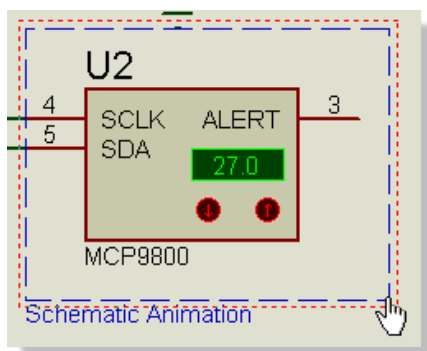 U2
4 SCLK ALERT 3
5 SDA
27.0
MCP9800
Schematic Animation